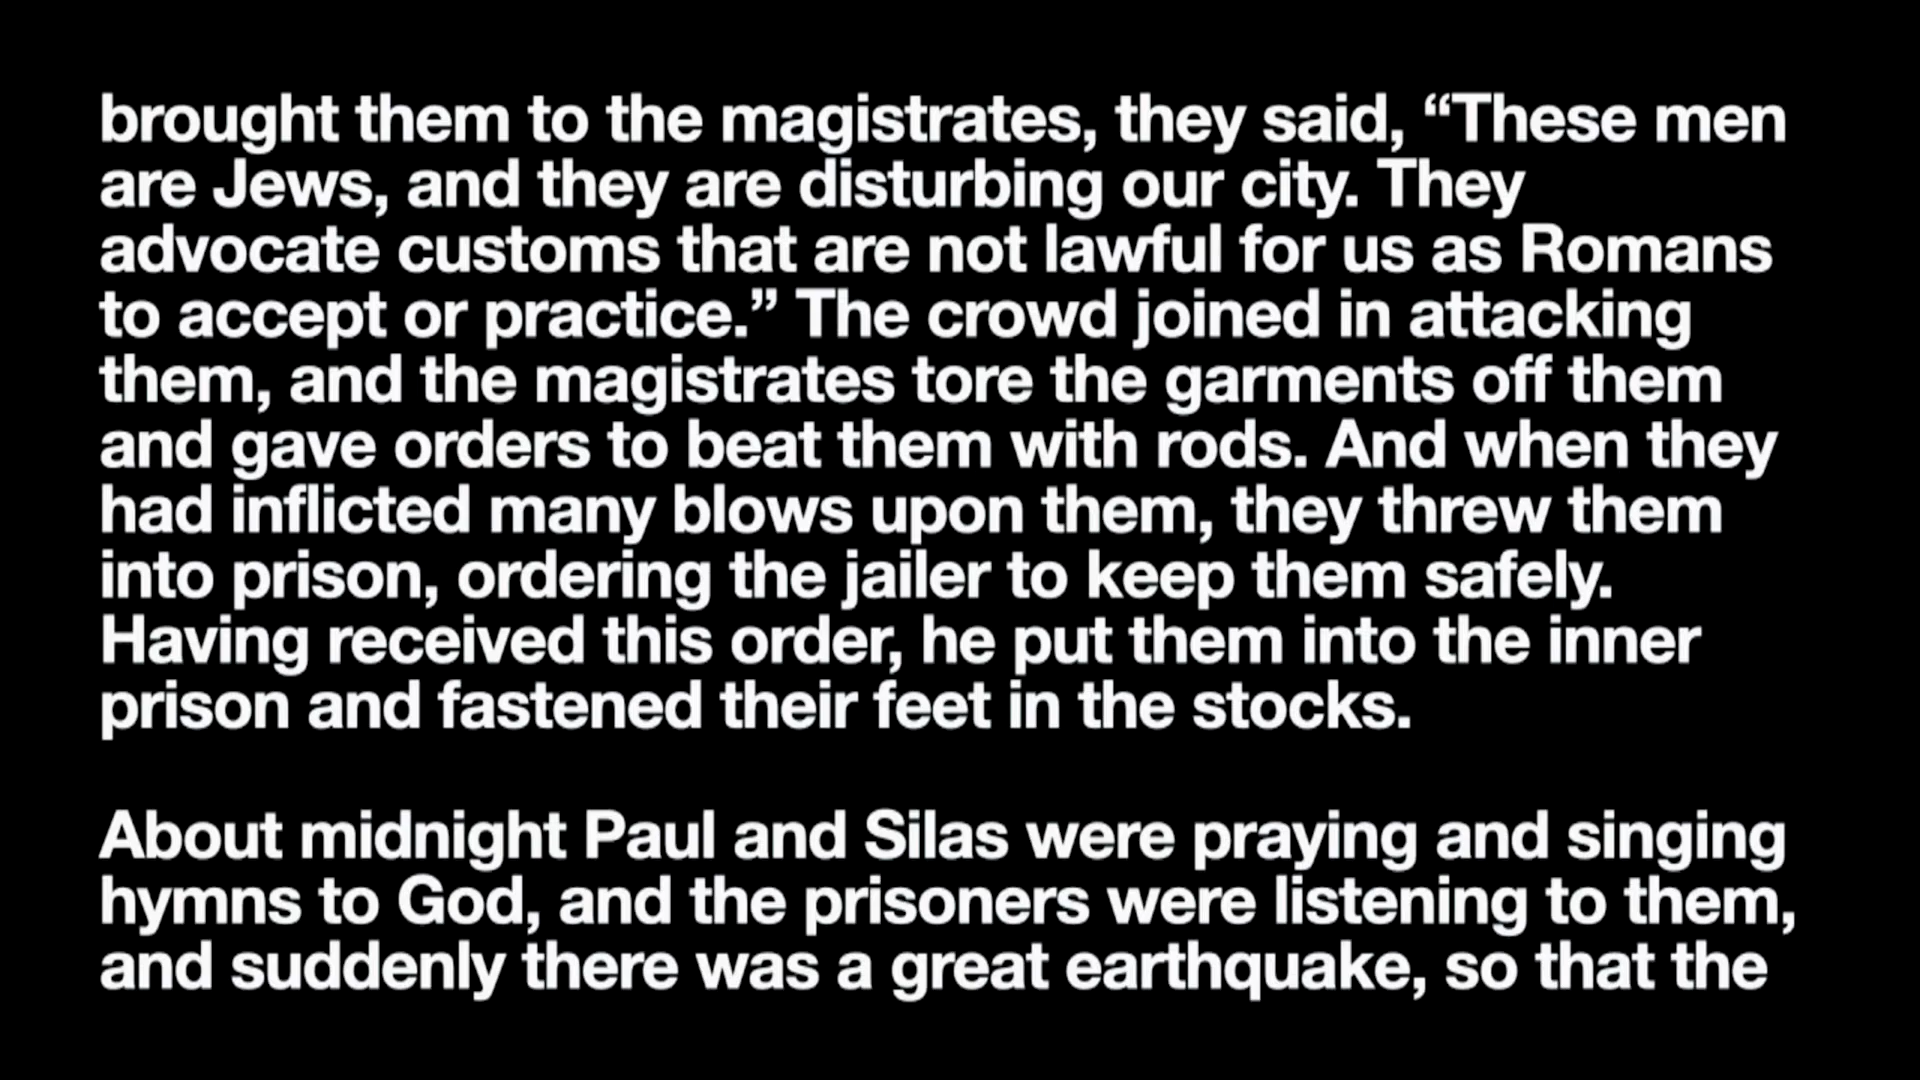 brought them to the magistrates, they said, “These men
are Jews, and they are disturbing our city. They
advocate customs that are not lawful for us as Romans
to accept or practice.” The crowd joined in attacking
them, and the magistrates tore the garments off them
and gave orders to beat them with rods. And when they
had inflicted many blows upon them, they threw them
into prison, ordering the jailer to keep them safely.
Having received this order, he put them into the inner
prison and fastened their feet in the stocks.

About midnight Paul and Silas were praying and singing
hymns to God, and the prisoners were listening to them,
and suddenly there was a great earthquake, so that the